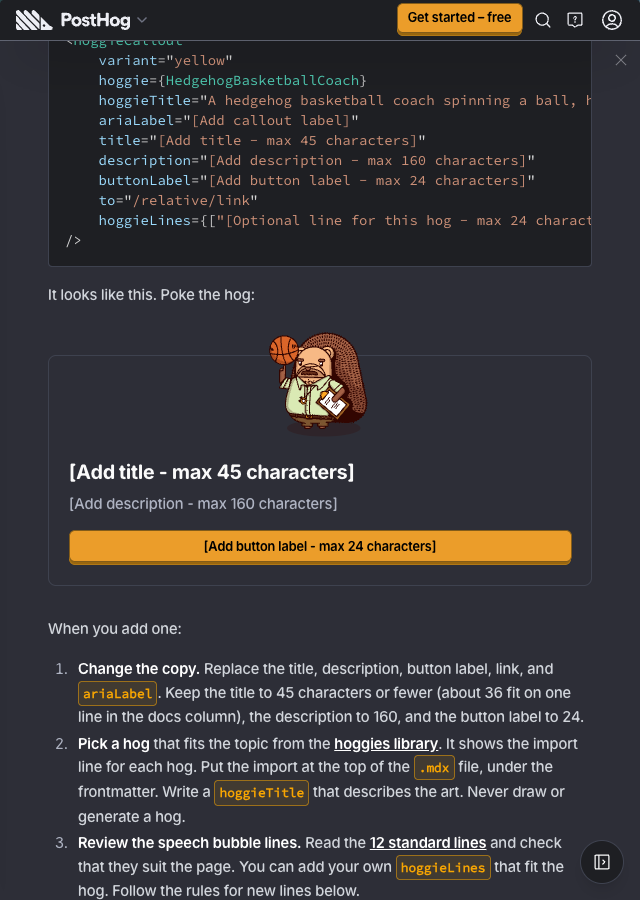 PostHog
Get started – free
<HoggieCallout
variant="yellow"
hoggie={HedgehogBasketballCoach}
hoggieTitle="A hedgehog basketball coach spinning a ball, h
ariaLabel="[Add callout label]"
title="[Add title - max 45 characters]"
description="[Add description - max 160 characters]"
buttonLabel="[Add button label - max 24 characters]"
to="/relative/link"
hoggieLines={["[Optional line for this hog - max 24 charact
/>
It looks like this. Poke the hog:
[Add title - max 45 characters]
[Add description - max 160 characters]
[Add button label - max 24 characters]
When you add one:
1. Change the copy. Replace the title, description, button label, link, and
ariaLabel. Keep the title to 45 characters or fewer (about 36 fit on one
line in the docs column), the description to 160, and the button label to 24.
2. Pick a hog that fits the topic from the hoggies library. It shows the import
line for each hog. Put the import at the top of the .mdx file, under the
frontmatter. Write a hoggieTitle that describes the art. Never draw or
generate a hog.
3. Review the speech bubble lines. Read the 12 standard lines and check
that they suit the page. You can add your own hoggieLines that fit the
hog. Follow the rules for new lines below.